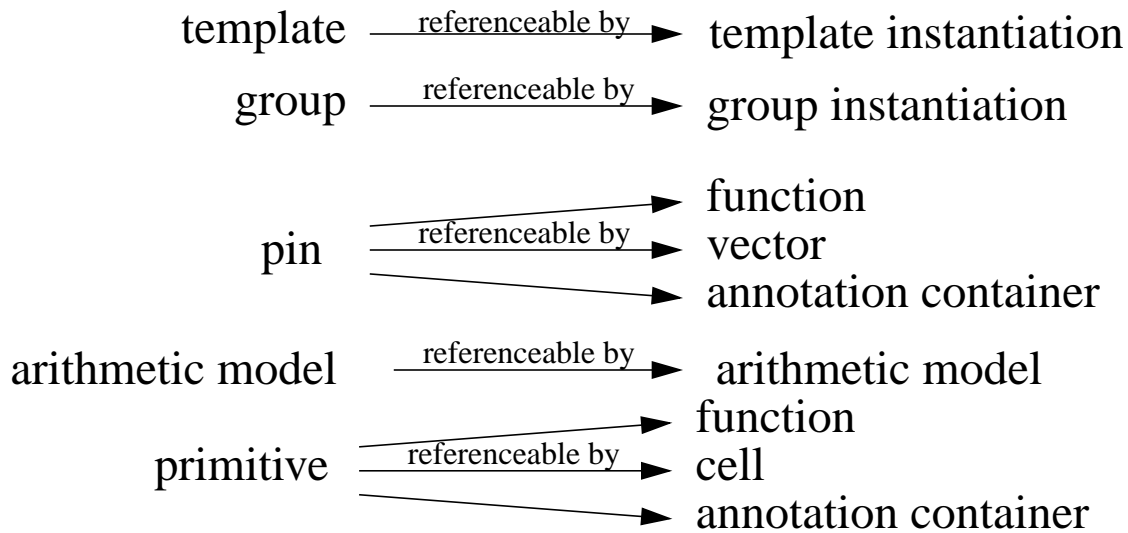 template referenceable by template instantiation
group referenceable by group instantiation
function
pin referenceable by vector
annotation container
arithmetic model referenceable by arithmetic model
function
primitive referenceable by cell
annotation container